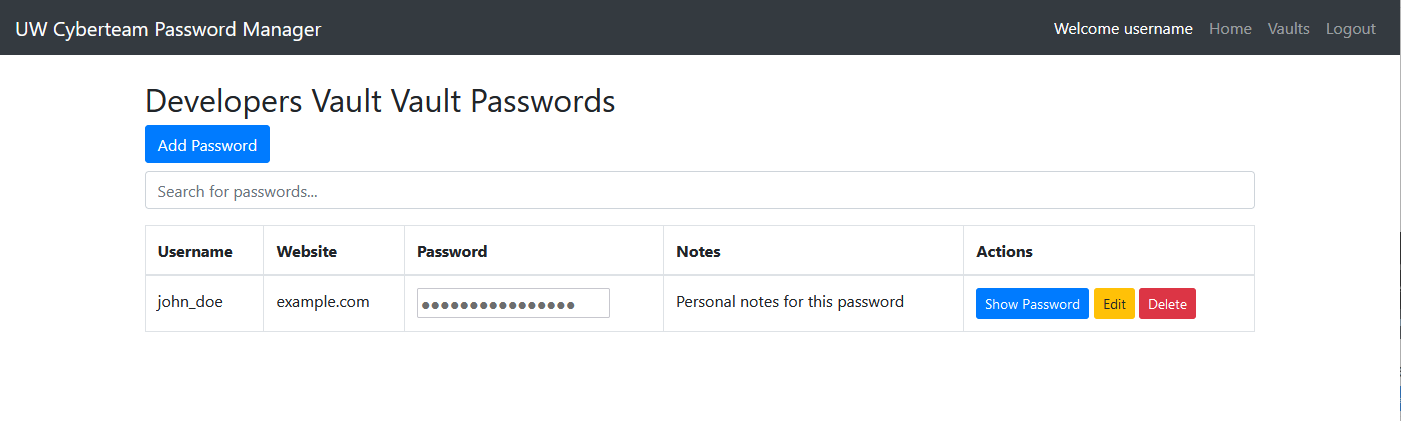 UW Cyberteam Password Manager Welcome username Home Vaults Logout
Developers Vault Vault Passwords
Add Password
Search for passwords...
Username Website Password Notes Actions
john_doe example.com ●●●●●●●●●●●●●●●● Personal notes for this password Show Password Edit Delete